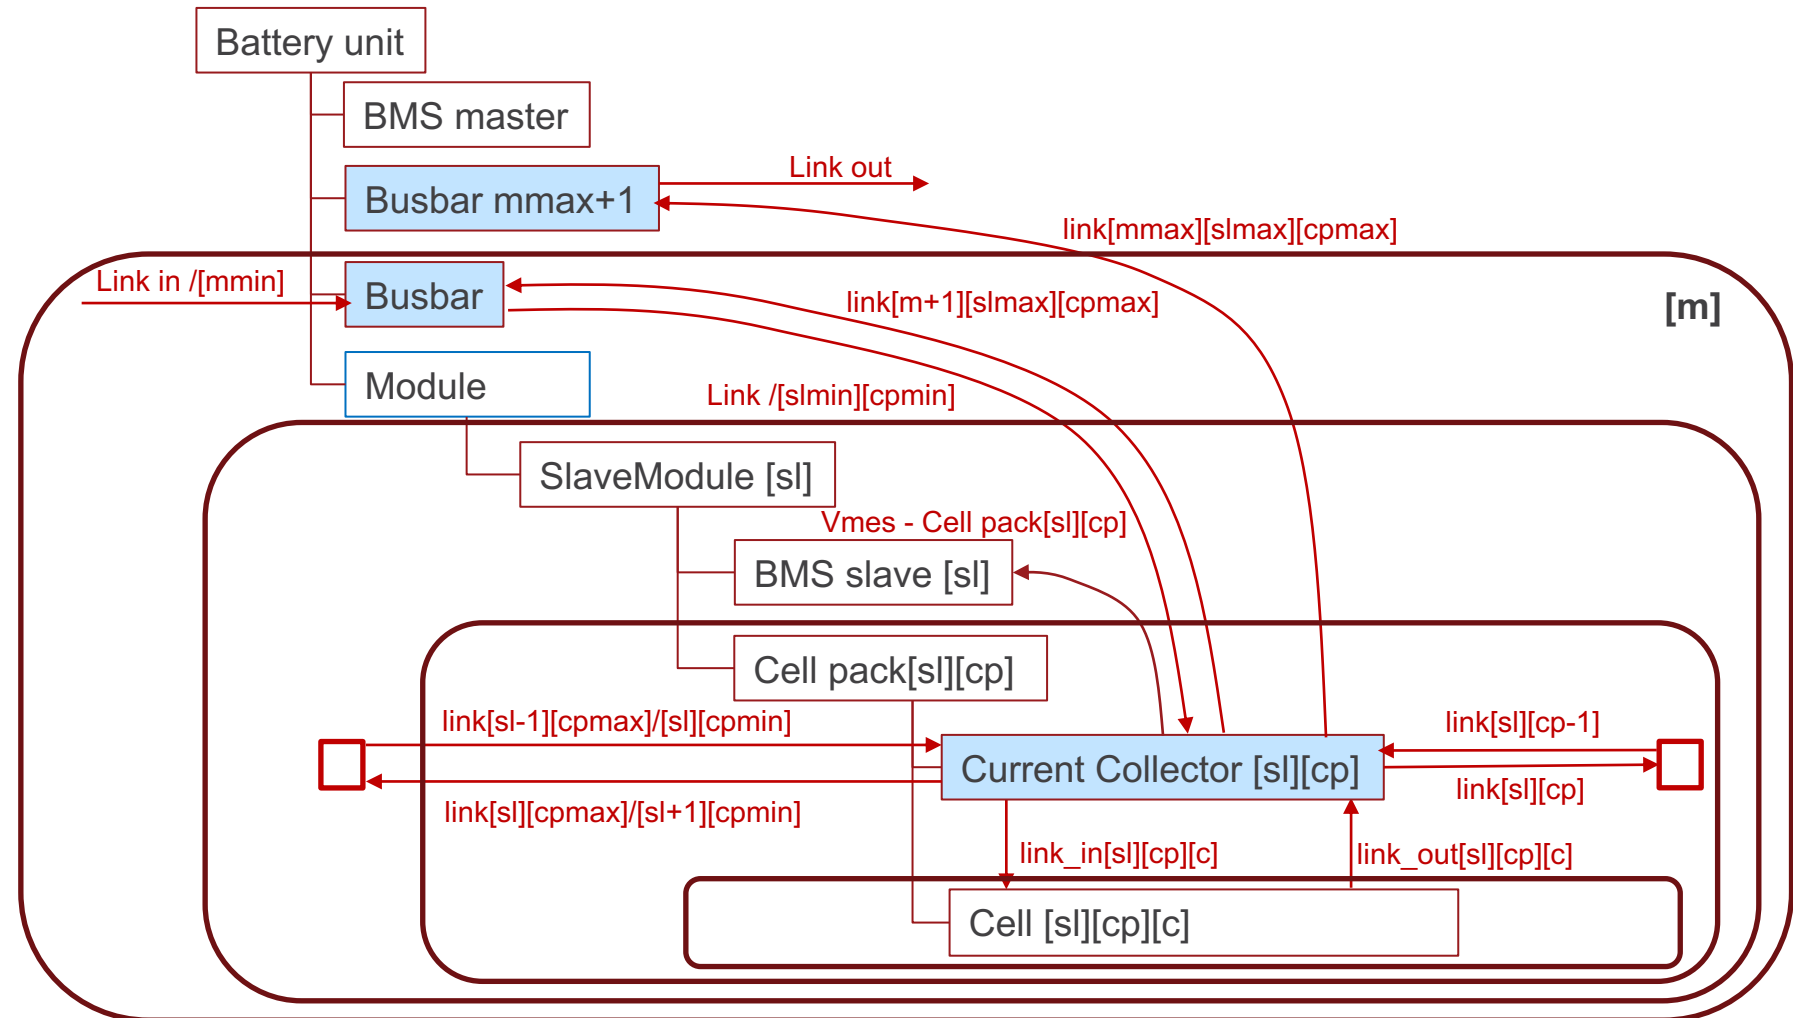 Battery unit
BMS master
Link out
Busbar mmax+1
link[mmax][slmax][cpmax]
Link in /[mmin]
Busbar
link[m+1][slmax][cpmax]
[m]
Module
Link /[slmin][cpmin]
SlaveModule [sl]
Vmes - Cell pack[sl][cp]
BMS slave [sl]
Cell pack[sl][cp]
link[sl-1][cpmax]/[sl][cpmin]
link[sl][cp-1]
Current Collector [sl][cp]
link[sl][cp]
link[sl][cpmax]/[sl+1][cpmin]
link_in[sl][cp][c]
link_out[sl][cp][c]
Cell [sl][cp][c]